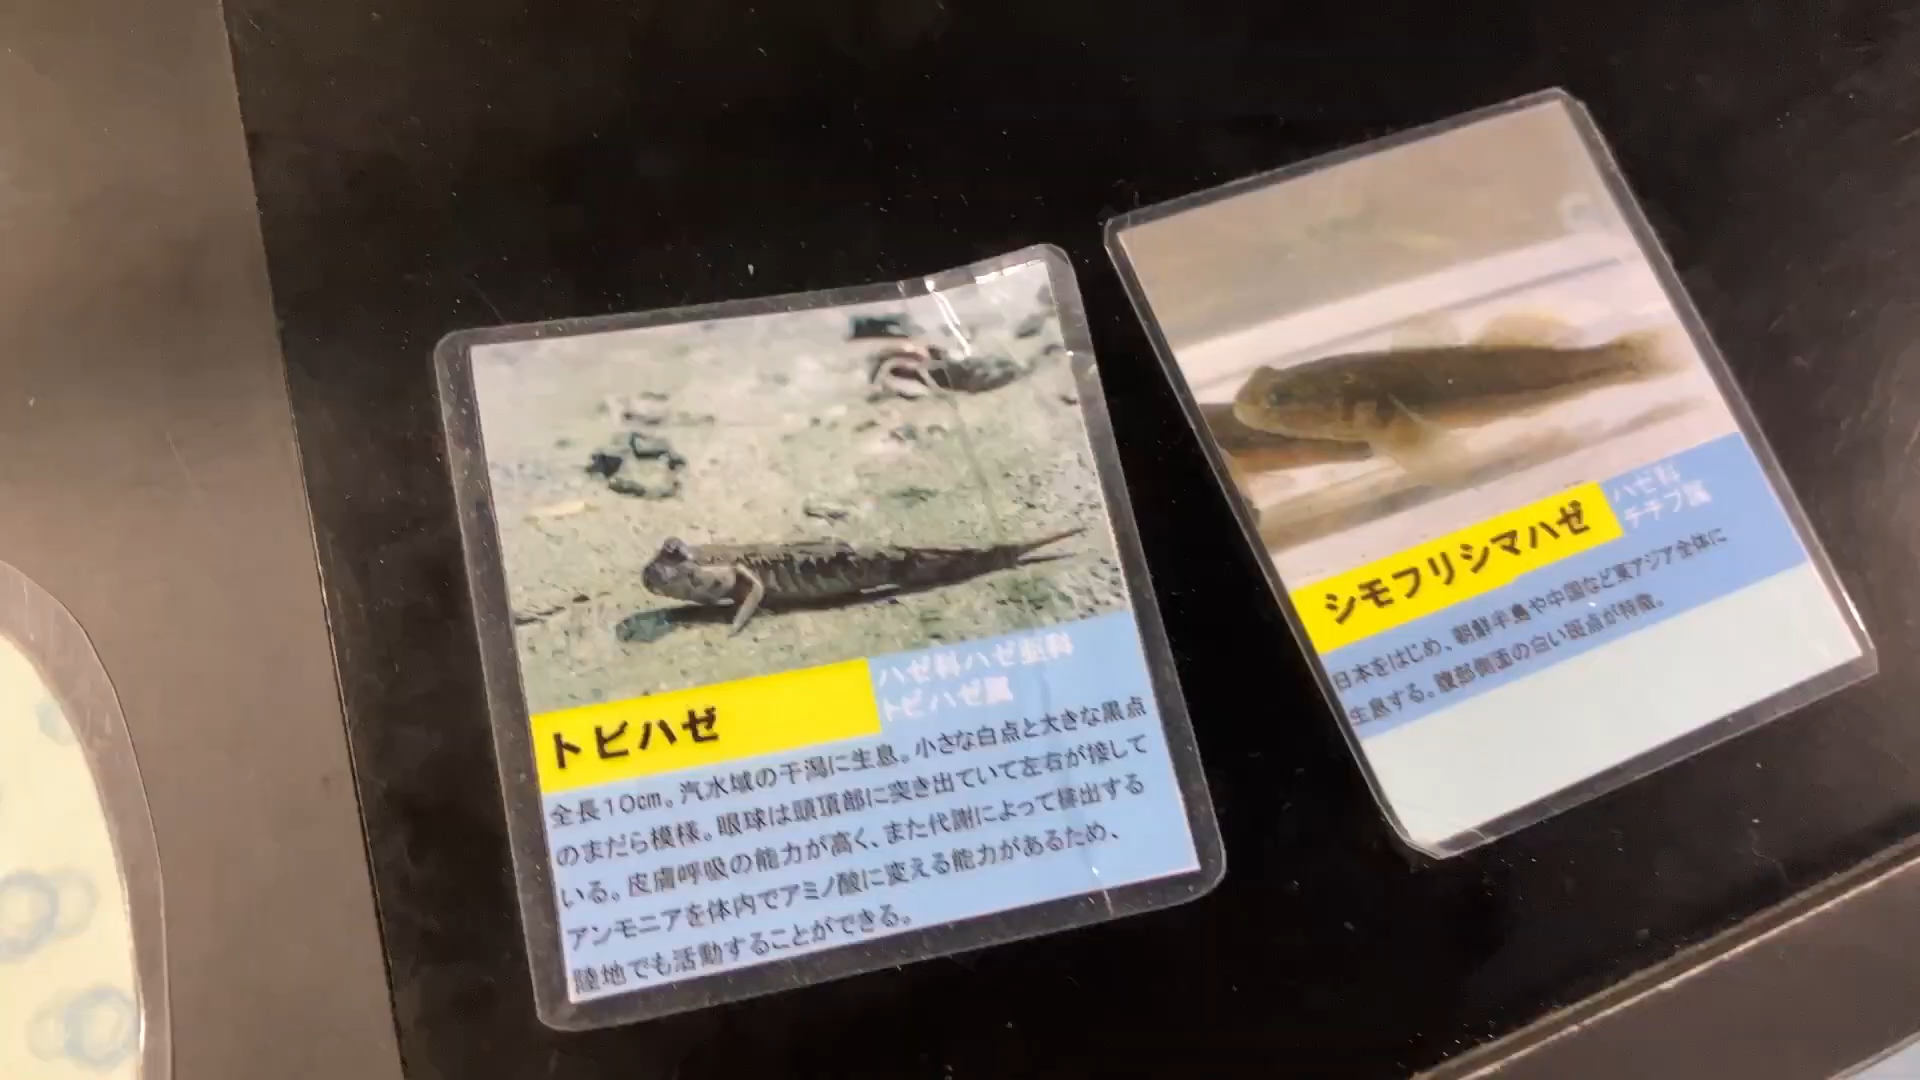 トビハゼ
ハゼ科ハゼ亜科
トビハゼ属
全長10cm。汽水域の干潟に生息。小さな白点と大きな黒点
のまだら模様。眼球は頭頂部に突き出ていて左右が接して
いる。皮膚呼吸の能力が高く、また代謝によって排出する
アンモニアを体内でアミノ酸に変える能力があるため、
陸地でも活動することができる。
シモフリシマハゼ
ハゼ科
チチブ属
日本をはじめ、朝鮮半島や中国など東アジア全体に
生息する。腹部側面の白い斑点が特徴。